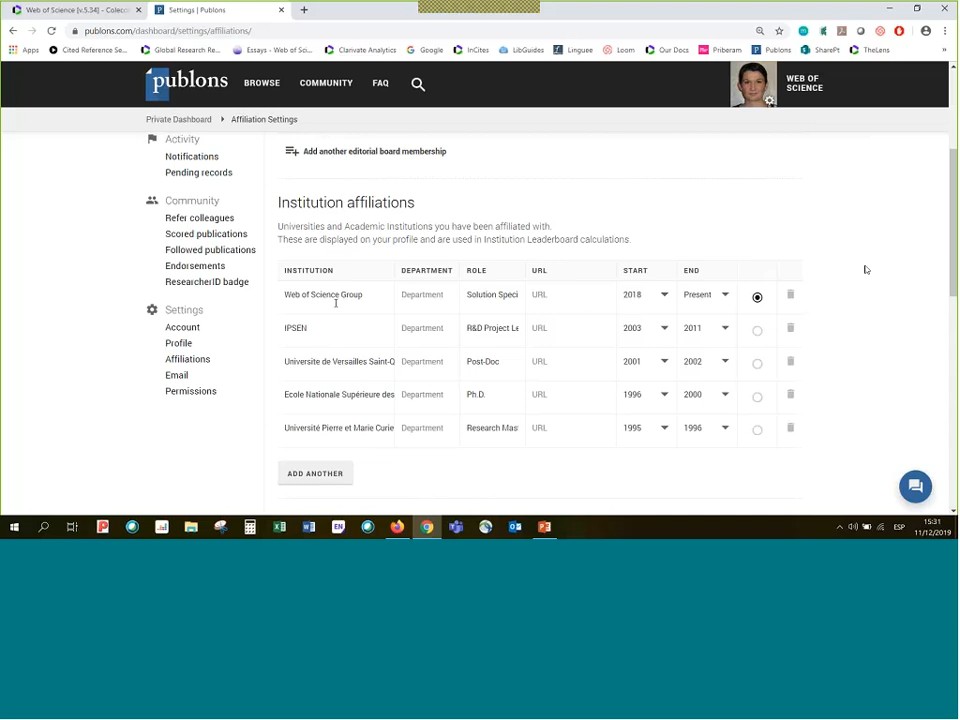 Web of Science [v.5.34] - Colecc
Settings | Publons
publons.com/dashboard/settings/affiliations/
Apps Cited Reference Se... Global Research Re... Essays - Web of Sci... Clarivate Analytics Google InCites LibGuides Linguee Loom Our Docs Priberam Publons SharePt TheLens »
publons BROWSE COMMUNITY FAQ
WEB OF SCIENCE
Private Dashboard Affiliation Settings
Activity
Notifications
Pending records
Community
Refer colleagues
Scored publications
Followed publications
Endorsements
ResearcherID badge
Settings
Account
Profile
Affiliations
Email
Permissions
Add another editorial board membership
Institution affiliations
Universities and Academic Institutions you have been affiliated with.
These are displayed on your profile and are used in Institution Leaderboard calculations.
INSTITUTION DEPARTMENT ROLE URL START END
Web of Science Group Department Solution Speci URL 2018 Present
IPSEN Department R&D Project Le URL 2003 2011
Universite de Versailles Saint-Q Department Post-Doc URL 2001 2002
Ecole Nationale Supérieure des Department Ph.D. URL 1996 2000
Université Pierre et Marie Curie Department Research Mas URL 1995 1996
ADD ANOTHER
EN
ESP
15:31
11/12/2019